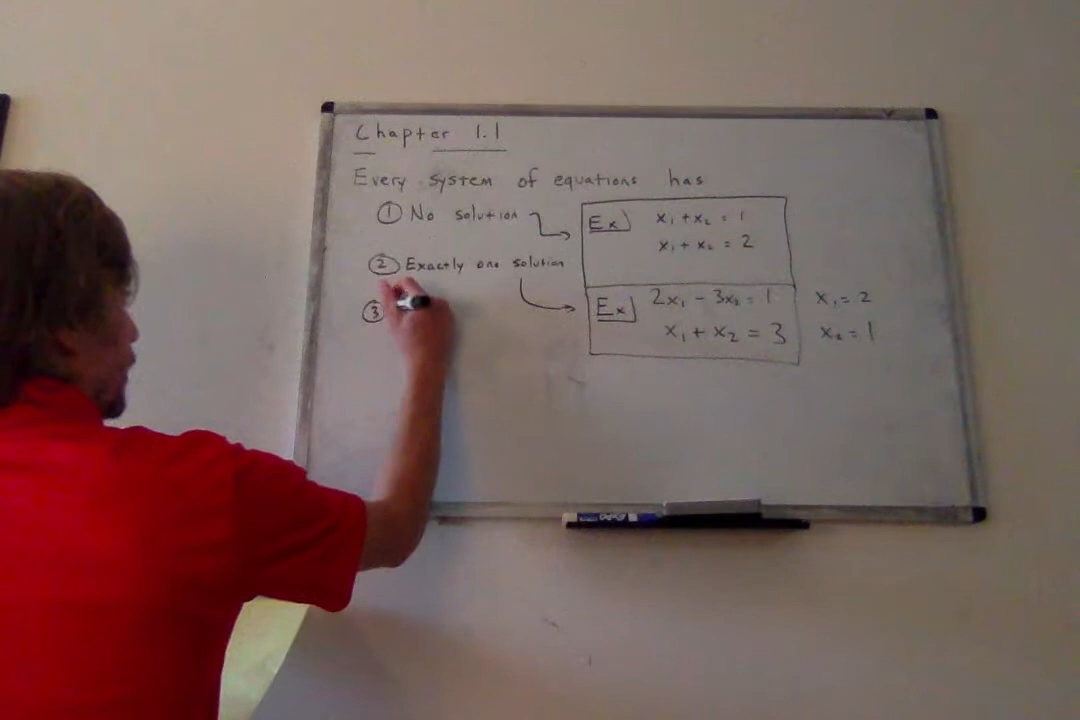 Chapter 1.1
Every system of equations has
① No solution
Ex x₁ + x₂ = 1
x₁ + x₂ = 2
② Exactly one solution
Ex 2x₁ - 3x₂ = 1 x₁ = 2
x₁ + x₂ = 3 x₂ = 1
③
EXPO